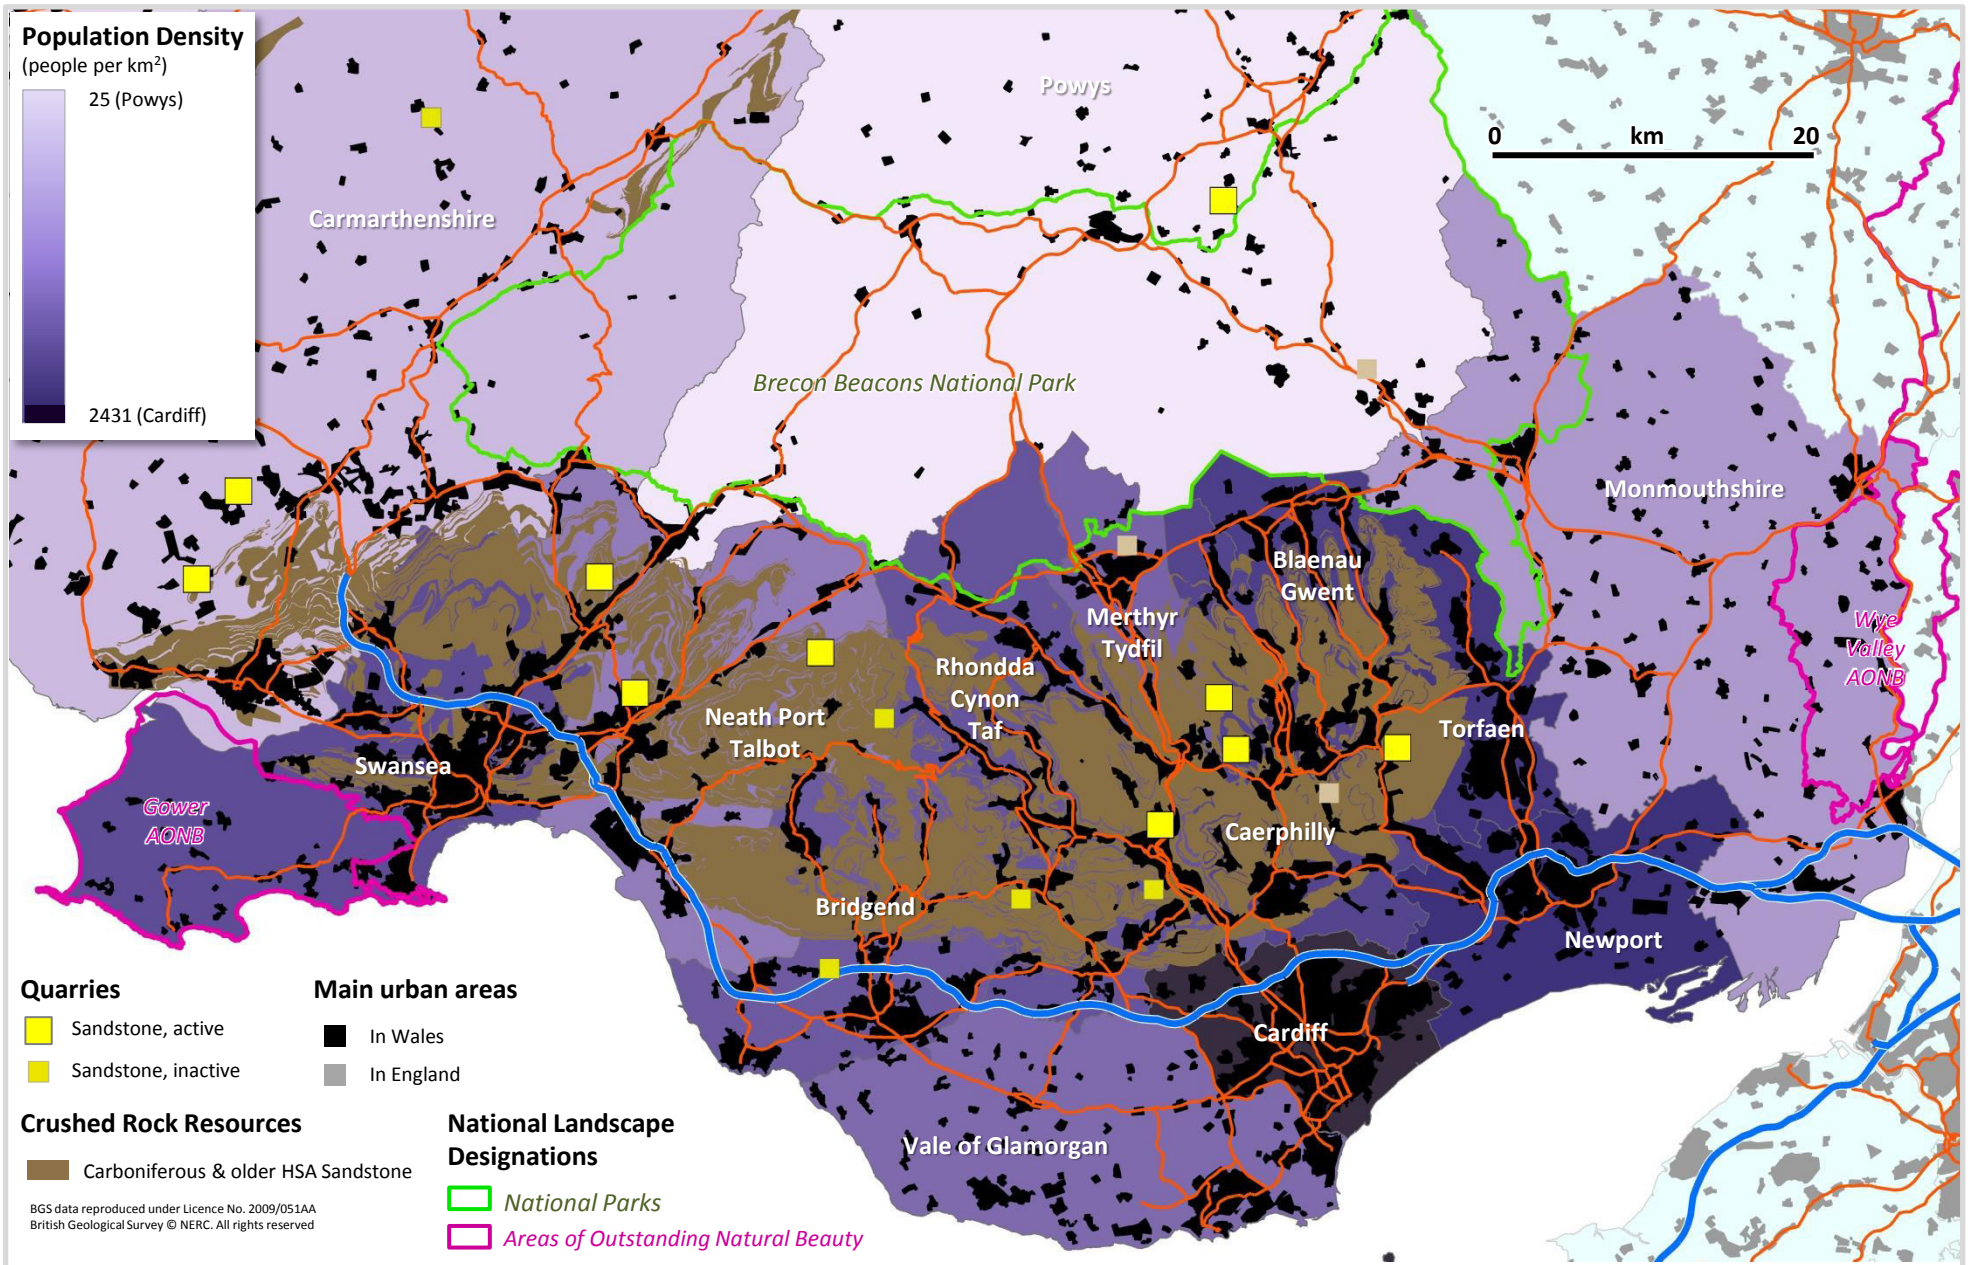 Population Density
(people per km²)
25 (Powys)
2431 (Cardiff)
Powys
0 km 20
Carmarthenshire
Brecon Beacons National Park
Monmouthshire
Blaenau
Gwent
Merthyr
Tydfil
Wye
Valley
AONB
Rhondda
Cynon
Taf
Neath Port
Talbot
Torfaen
Swansea
Gower
AONB
Caerphilly
Bridgend
Newport
Cardiff
Vale of Glamorgan
Quarries
Sandstone, active
Sandstone, inactive
Main urban areas
In Wales
In England
Crushed Rock Resources
Carboniferous & older HSA Sandstone
BGS data reproduced under Licence No. 2009/051AA
British Geological Survey © NERC. All rights reserved
National Landscape
Designations
National Parks
Areas of Outstanding Natural Beauty